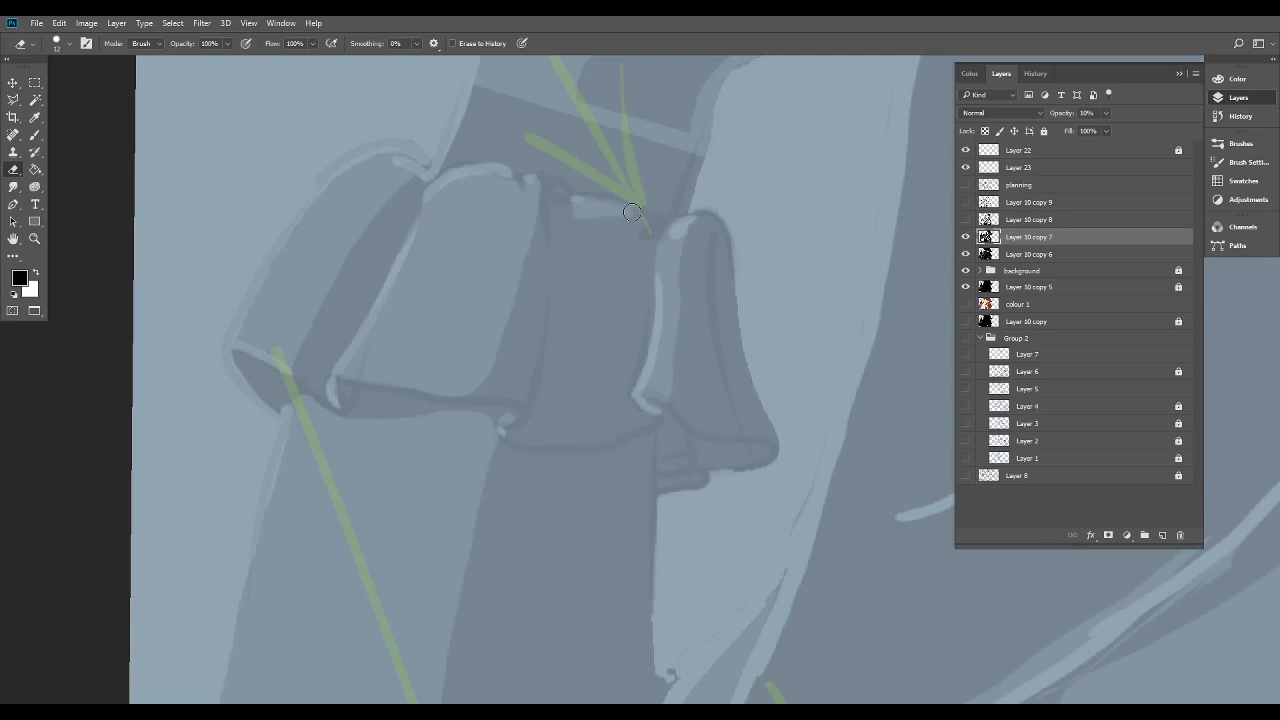 Ps File Edit Image Layer Type Select Filter 3D View Window Help
12 Mode: Brush Opacity: 100% Flow: 100% Smoothing: 0% Erase to History
Color Layers History
Kind
Normal Opacity: 10%
Lock: Fill: 100%
Layer 22
Layer 23
planning
Layer 10 copy 9
Layer 10 copy 8
Layer 10 copy 7
Layer 10 copy 6
background
Layer 10 copy 5
colour 1
Layer 10 copy
Group 2
Layer 7
Layer 6
Layer 5
Layer 4
Layer 3
Layer 2
Layer 1
Layer 8
fx
Color
Layers
History
Brushes
Brush Setti...
Swatches
Adjustments
Channels
Paths